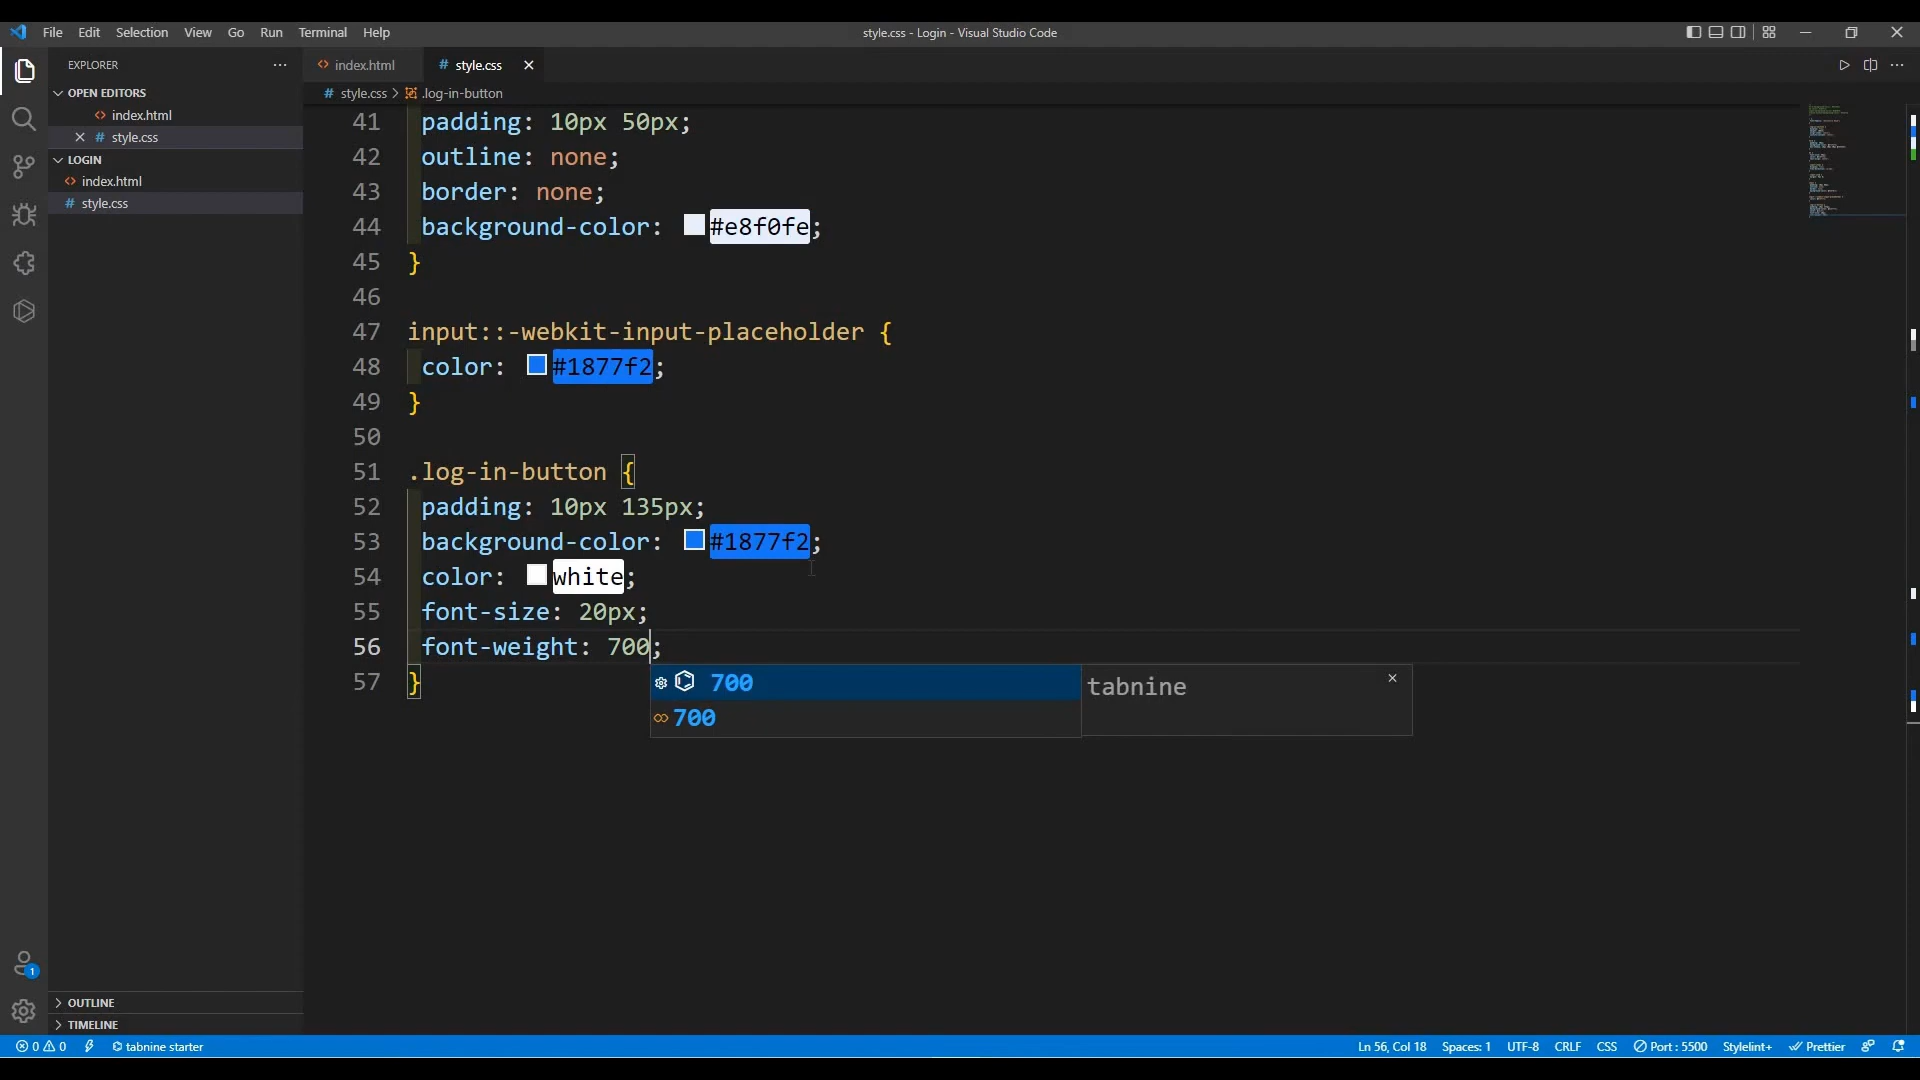 File Edit Selection View Go Run Terminal Help
style.css - Login - Visual Studio Code
EXPLORER
OPEN EDITORS
index.html
style.css
LOGIN
index.html
style.css
OUTLINE
TIMELINE
index.html
style.css
style.css > .log-in-button
41 padding: 10px 50px;
42 outline: none;
43 border: none;
44 background-color: #e8f0fe;
45 }
46
47 input::-webkit-input-placeholder {
48 color: #1877f2;
49 }
50
51 .log-in-button {
52 padding: 10px 135px;
53 background-color: #1877f2;
54 color: white;
55 font-size: 20px;
56 font-weight: 700;
57 }
700
700
tabnine
1
0 0 tabnine starter
Ln 56, Col 18 Spaces: 1 UTF-8 CRLF CSS Port : 5500 Stylelint+ Prettier